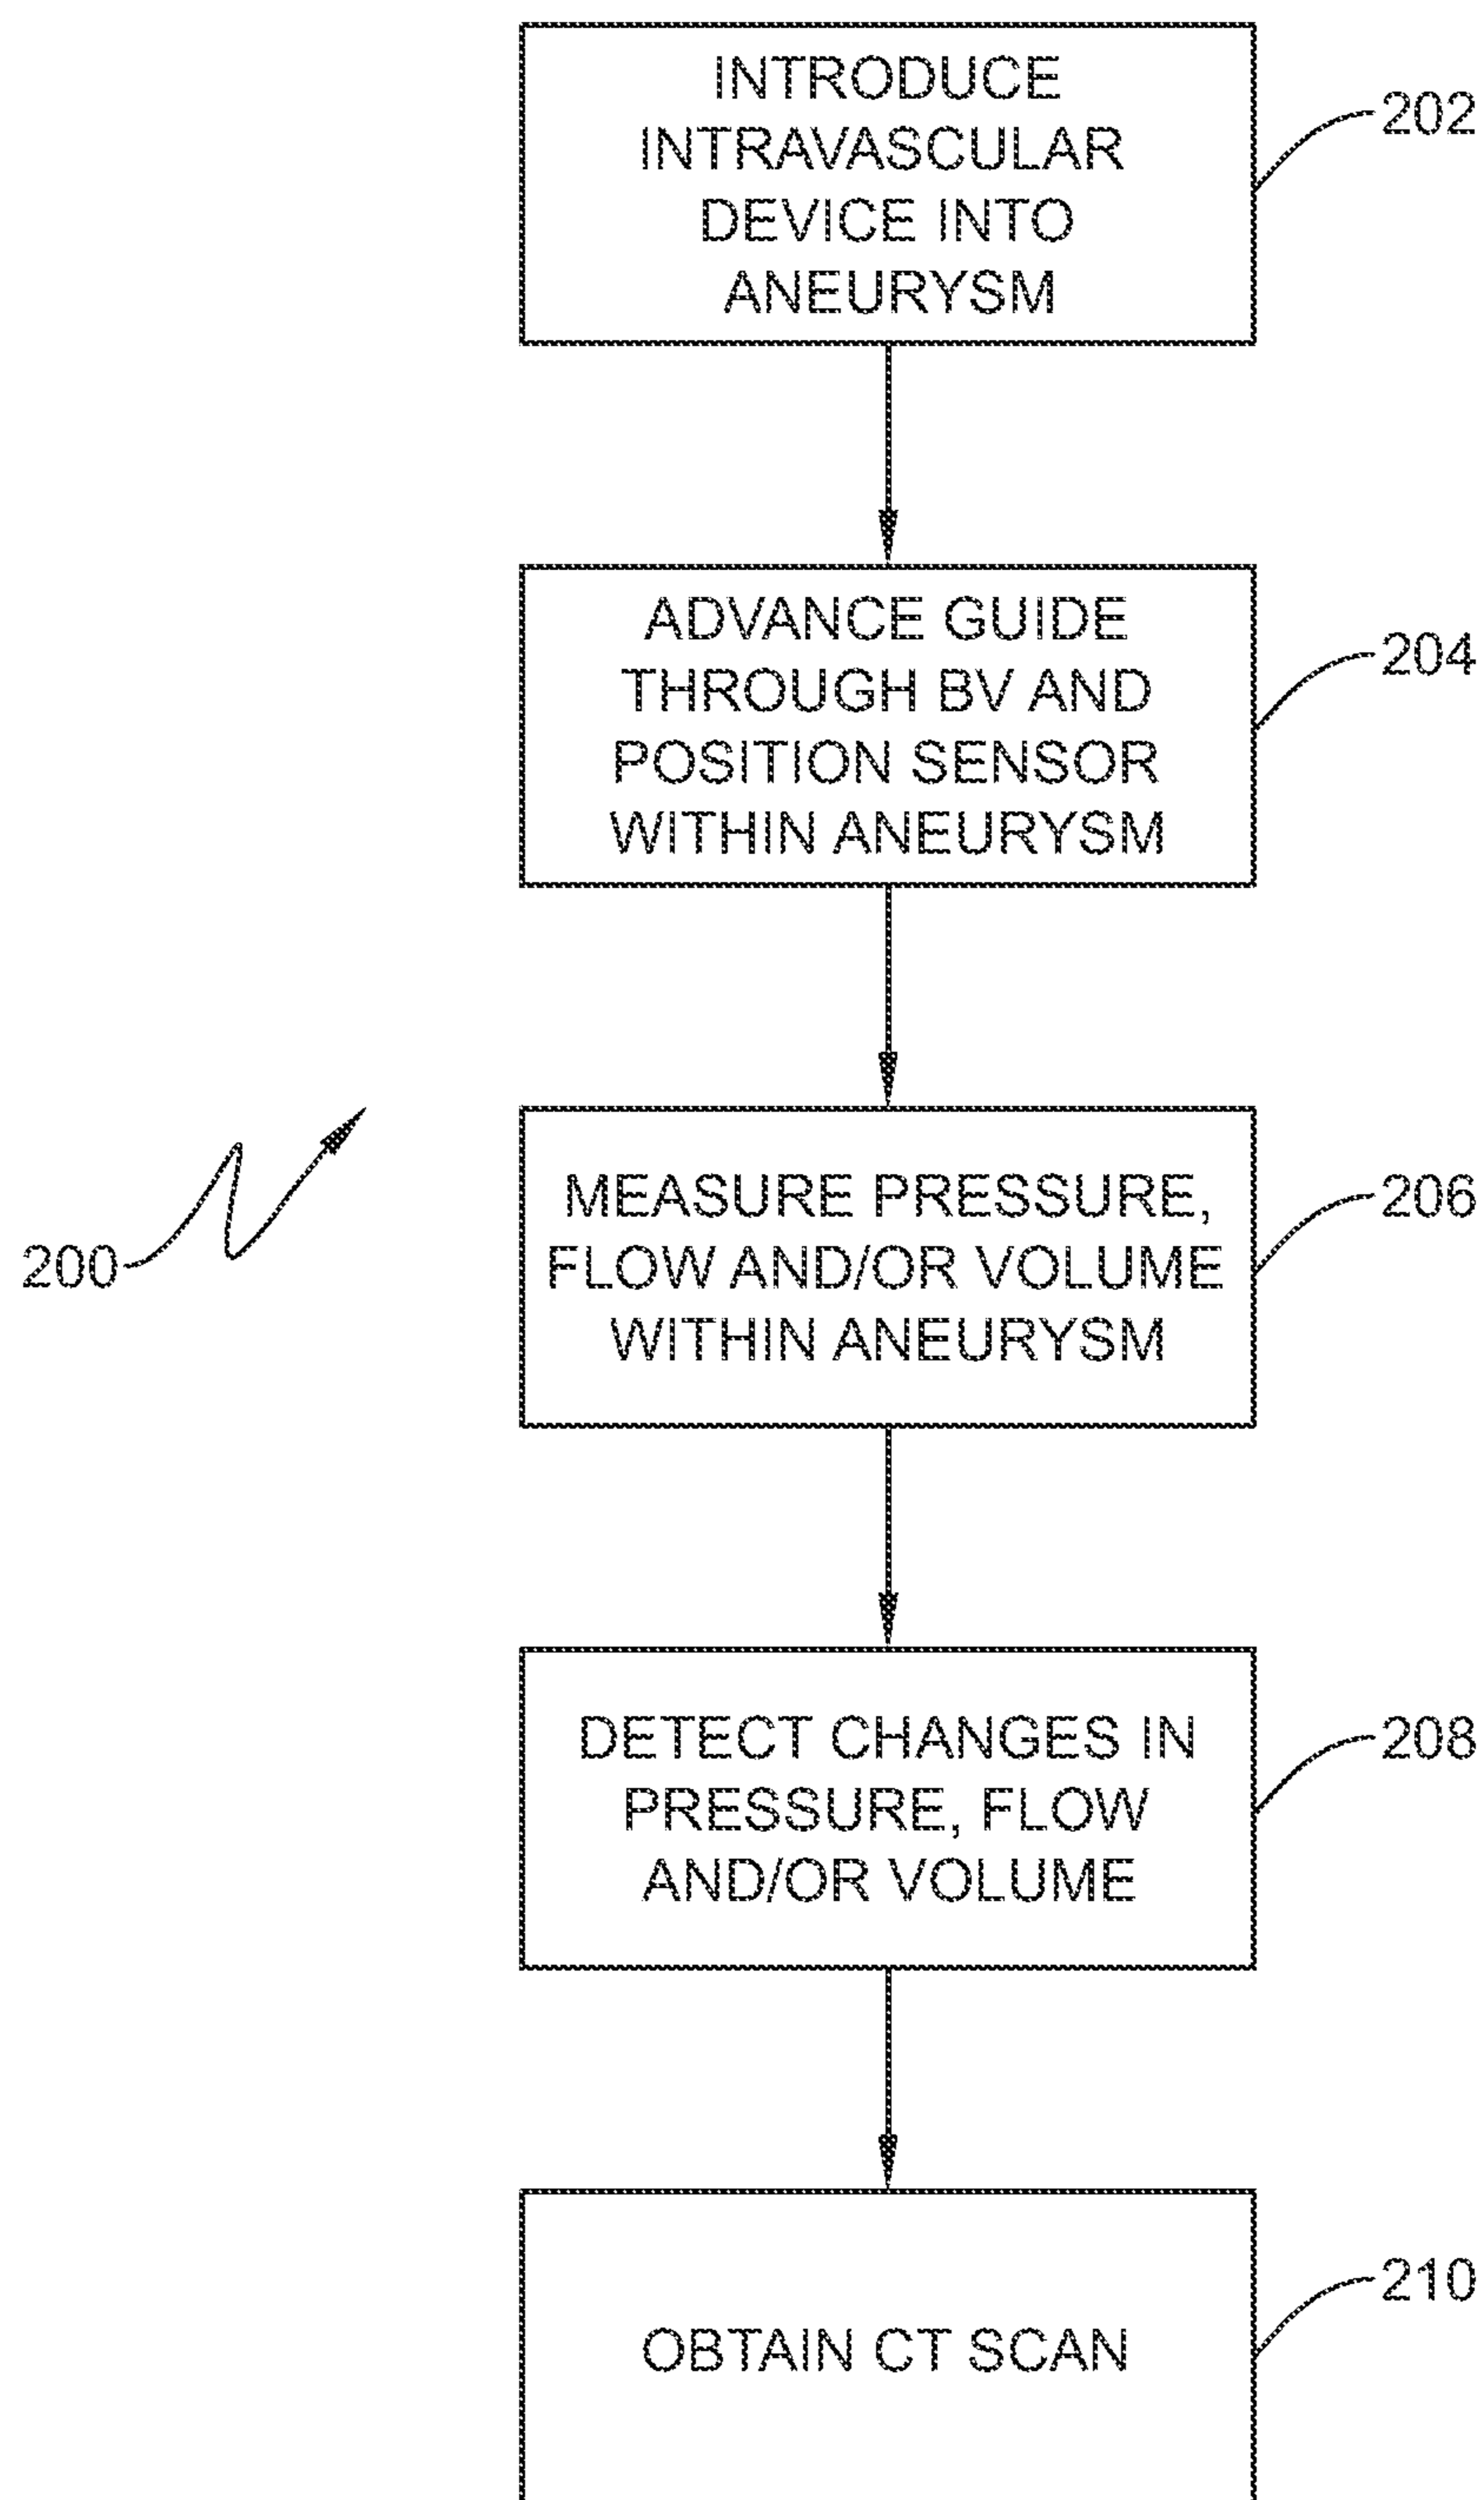 INTRODUCE
INTRAVASCULAR
DEVICE INTO
ANEURYSM
202
ADVANCE GUIDE
THROUGH BV AND
POSITION SENSOR
WITHIN ANEURYSM
204
MEASURE PRESSURE,
FLOW AND/OR VOLUME
WITHIN ANEURYSM
206
200
DETECT CHANGES IN
PRESSURE, FLOW
AND/OR VOLUME
208
OBTAIN CT SCAN
210